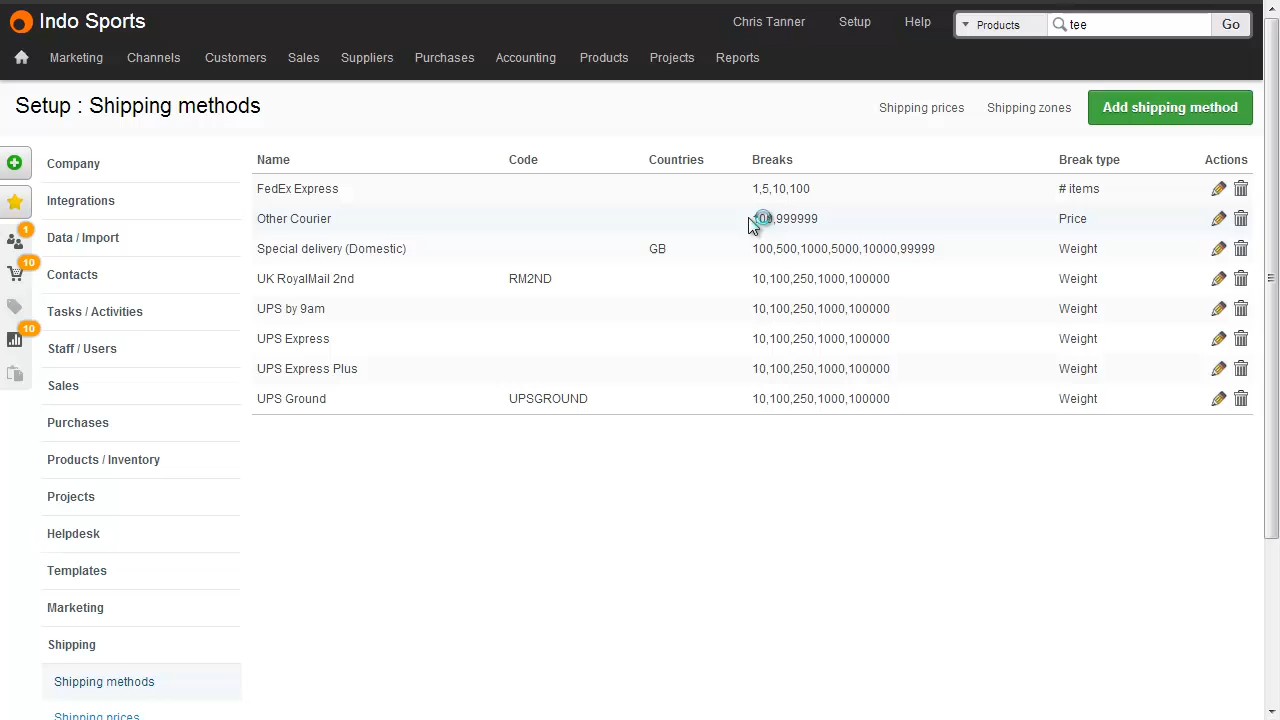 Indo Sports
Chris Tanner Setup Help Products tee Go
Marketing Channels Customers Sales Suppliers Purchases Accounting Products Projects Reports
Setup : Shipping methods
Shipping prices Shipping zones Add shipping method
Company
Integrations
Data / Import
Contacts
Tasks / Activities
Staff / Users
Sales
Purchases
Products / Inventory
Projects
Helpdesk
Templates
Marketing
Shipping
Shipping methods
Shipping prices
1
10
10
Name Code Countries Breaks Break type Actions
FedEx Express 1,5,10,100 # items
Other Courier 100,999999 Price
Special delivery (Domestic) GB 100,500,1000,5000,10000,99999 Weight
UK RoyalMail 2nd RM2ND 10,100,250,1000,100000 Weight
UPS by 9am 10,100,250,1000,100000 Weight
UPS Express 10,100,250,1000,100000 Weight
UPS Express Plus 10,100,250,1000,100000 Weight
UPS Ground UPSGROUND 10,100,250,1000,100000 Weight